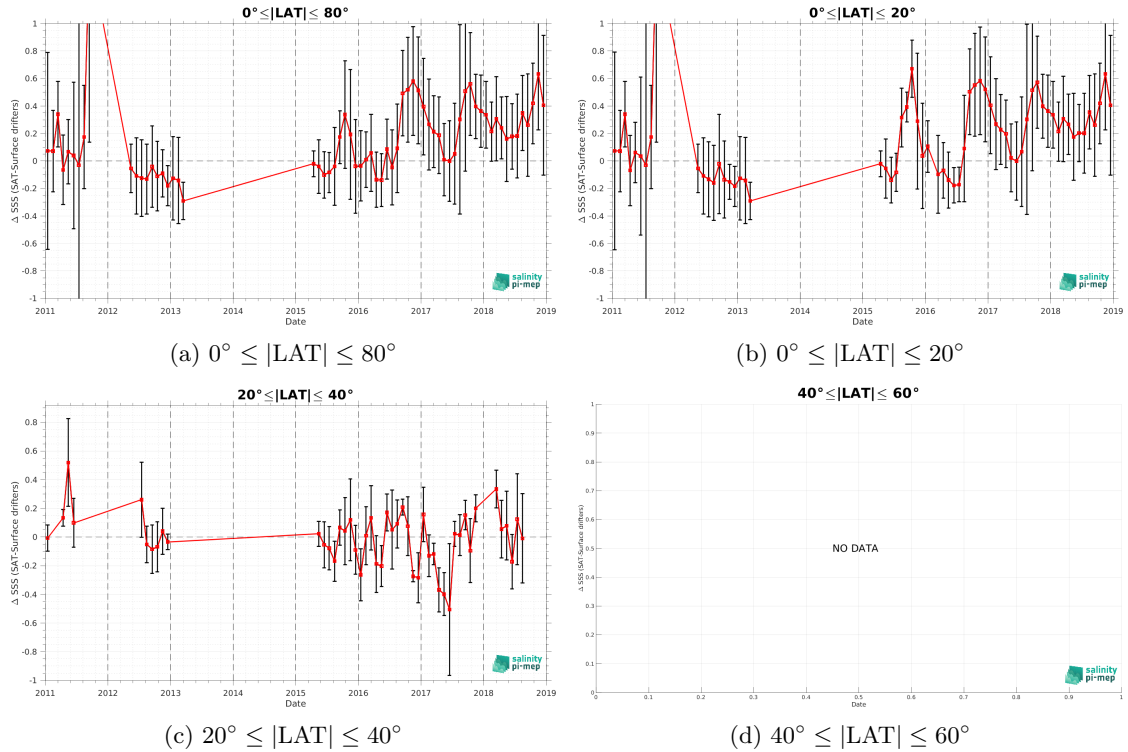 0°≤|LAT|≤ 80°
1
0.8
0.6
0.4
0.2
0
-0.2
-0.4
-0.6
-0.8
-1
Δ SSS (SAT-Surface drifters)
2011 2012 2013 2014 2015 2016 2017 2018 2019
Date
salinity
pi-mep
(a) 0° ≤ |LAT| ≤ 80°
0°≤|LAT|≤ 20°
1
0.8
0.6
0.4
0.2
0
-0.2
-0.4
-0.6
-0.8
-1
Δ SSS (SAT-Surface drifters)
2011 2012 2013 2014 2015 2016 2017 2018 2019
Date
salinity
pi-mep
(b) 0° ≤ |LAT| ≤ 20°
20°≤|LAT|≤ 40°
0.8
0.6
0.4
0.2
0
-0.2
-0.4
-0.6
-0.8
-1
Δ SSS (SAT-Surface drifters)
2011 2012 2013 2014 2015 2016 2017 2018 2019
Date
salinity
pi-mep
(c) 20° ≤ |LAT| ≤ 40°
40°≤|LAT|≤ 60°
1
0.9
0.8
0.7
0.6
0.5
0.4
0.3
0.2
0.1
0
Δ SSS (SAT-Surface drifters)
NO DATA
0 0.1 0.2 0.3 0.4 0.5 0.6 0.7 0.8 0.9 1
Date
salinity
pi-mep
(d) 40° ≤ |LAT| ≤ 60°